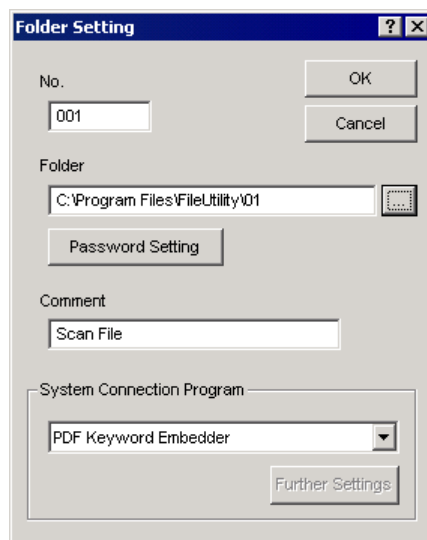 Folder Setting
No.
OK
001
Cancel
Folder
C:\Program Files\FileUtility\01
...
Password Setting
Comment
Scan File
System Connection Program
PDF Keyword Embedder
Further Settings